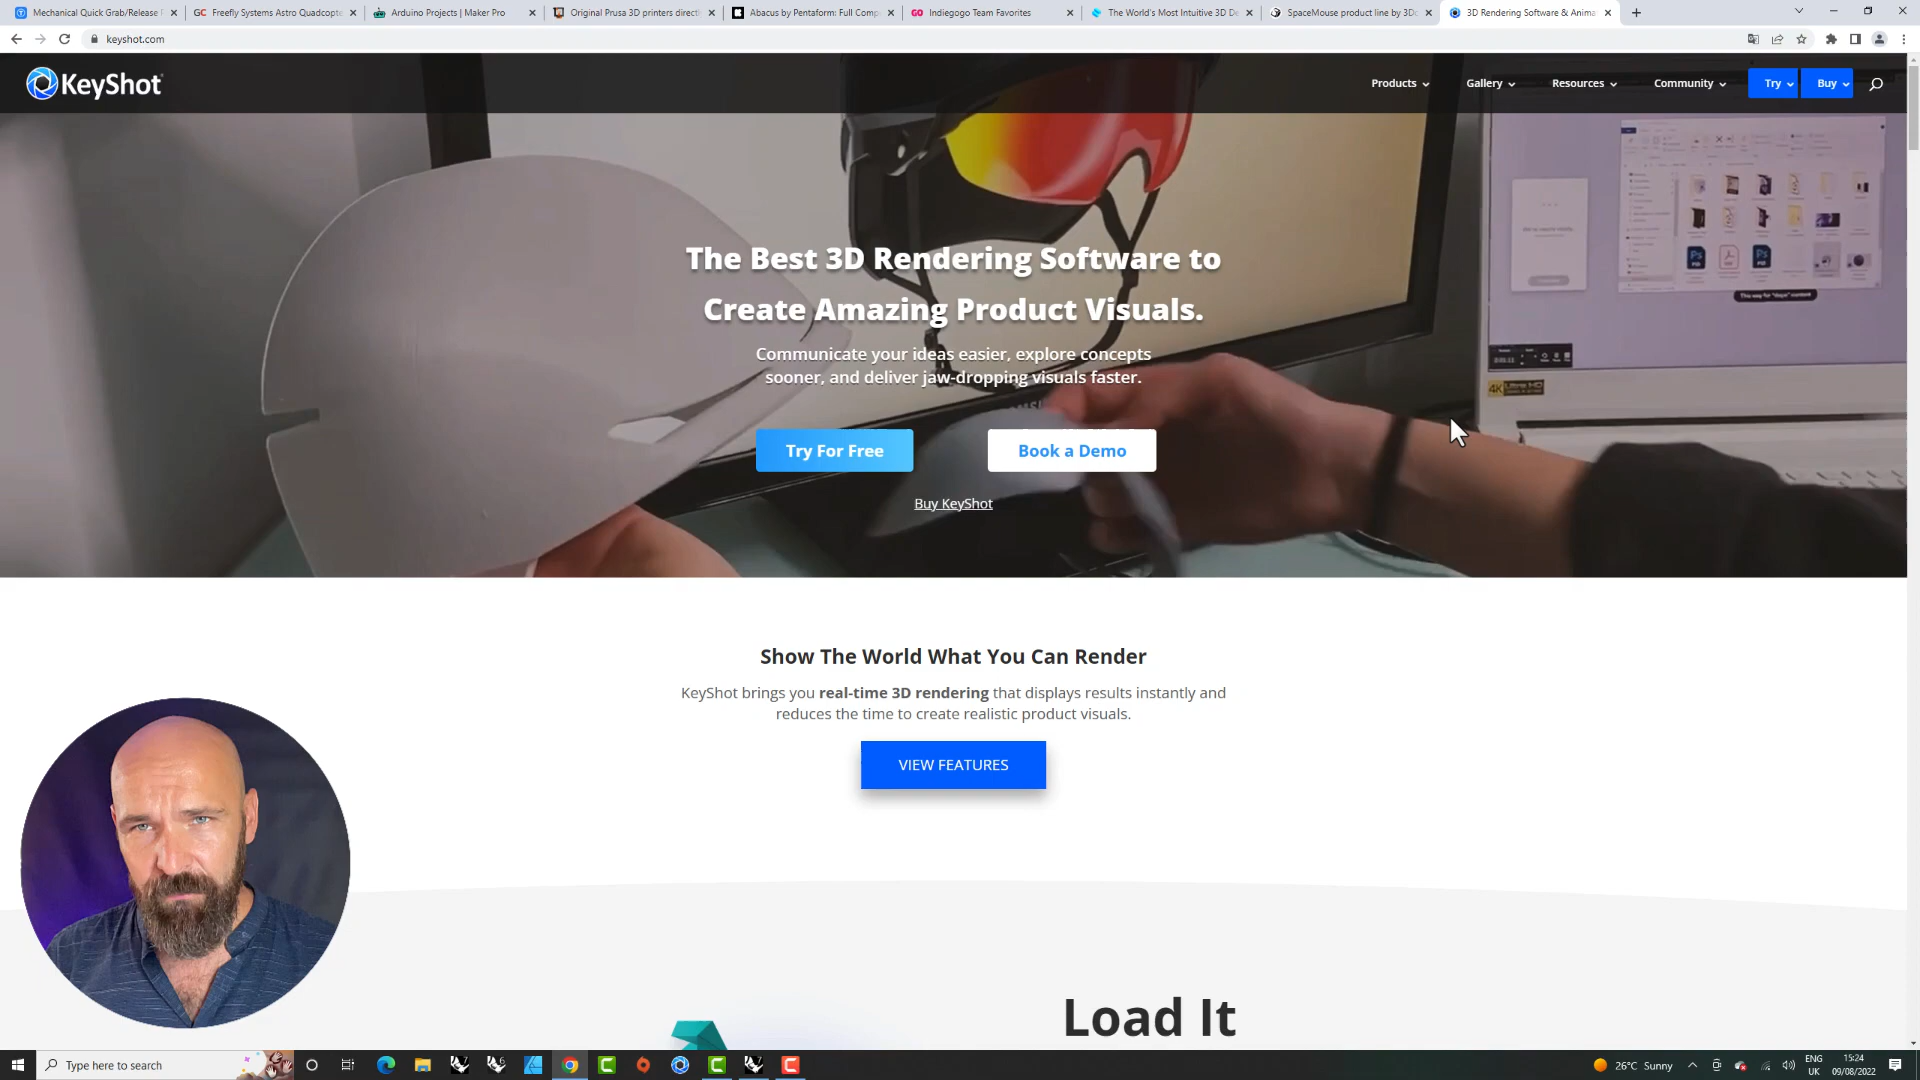 Mechanical Quick Grab/Release
Freefly Systems Astro Quadcopte
Arduino Projects | Maker Pro
Original Prusa 3D printers directl
Abacus by Pentaform: Full Comp
Indiegogo Team Favorites
The World's Most Intuitive 3D De
SpaceMouse product line by 3Dc
3D Rendering Software & Anima
keyshot.com
KeyShot
Products
Gallery
Resources
Community
Try
Buy
The Best 3D Rendering Software to
Create Amazing Product Visuals.
Communicate your ideas easier, explore concepts
sooner, and deliver jaw-dropping visuals faster.
4K Ultra HD
Try For Free
Book a Demo
Buy KeyShot
Show The World What You Can Render
KeyShot brings you real-time 3D rendering that displays results instantly and
reduces the time to create realistic product visuals.
VIEW FEATURES
Load It
Type here to search
26°C Sunny
ENG
UK
15:24
09/08/2022